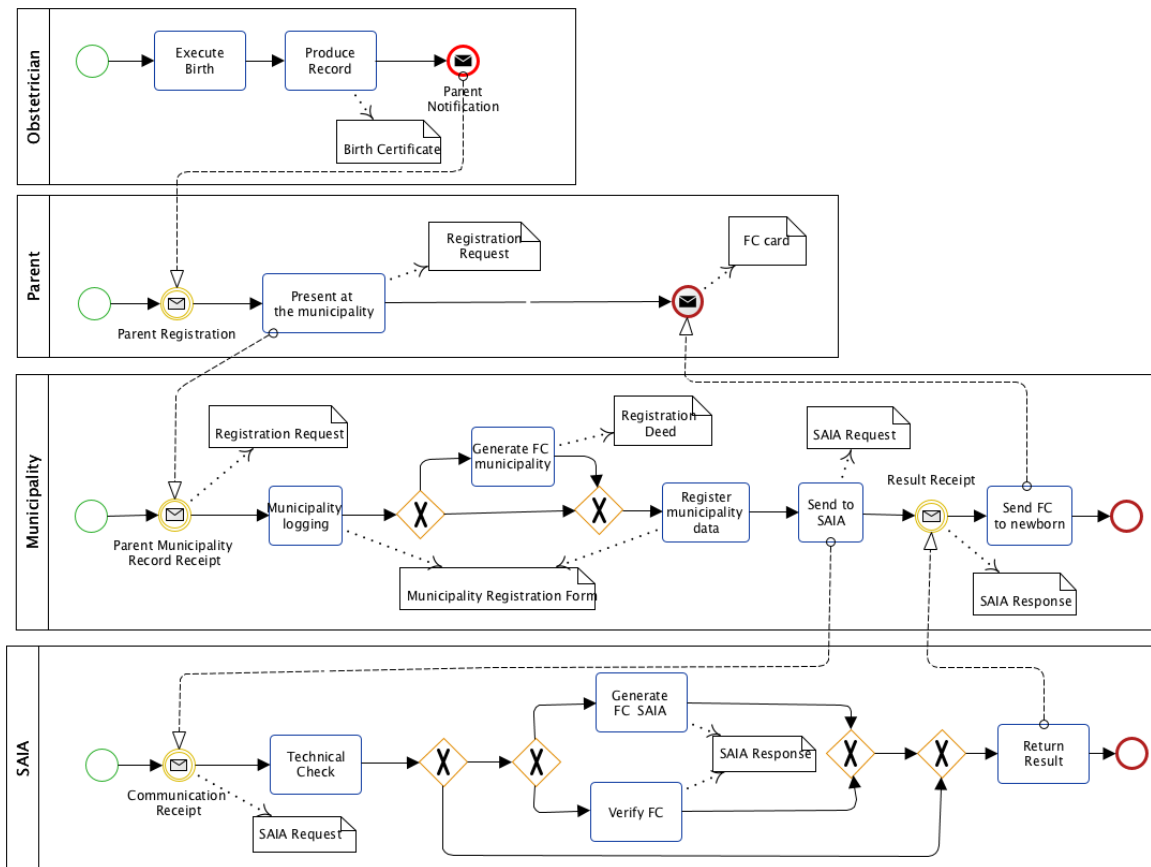 Obstetrician
Execute
Birth
Produce
Record
Parent
Notification
Birth Certificate
Parent
Registration
Request
FC card
Present at
the municipality
Parent Registration
Municipality
Registration Request
Generate FC
municipality
Registration
Deed
SAIA Request
Result Receipt
Municipality
logging
Register
municipality
data
Send to
SAIA
Send FC
to newborn
Parent Municipality
Record Receipt
Municipality Registration Form
SAIA Response
SAIA
Generate
FC SAIA
Technical
Check
SAIA Response
Return
Result
Communication
Receipt
Verify FC
SAIA Request